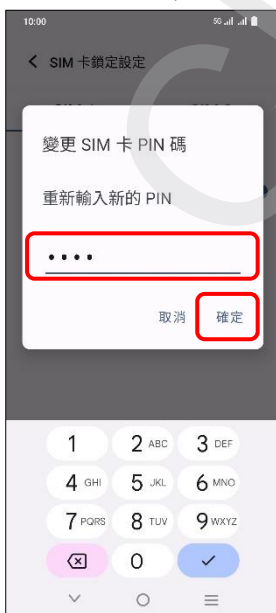 10:00
5G
SIM 卡鎖定設定
變更 SIM 卡 PIN 碼
重新輸入新的 PIN
••••
取消 確定
1 2 ABC 3 DEF
4 GHI 5 JKL 6 MNO
7 PQRS 8 TUV 9 WXYZ
0